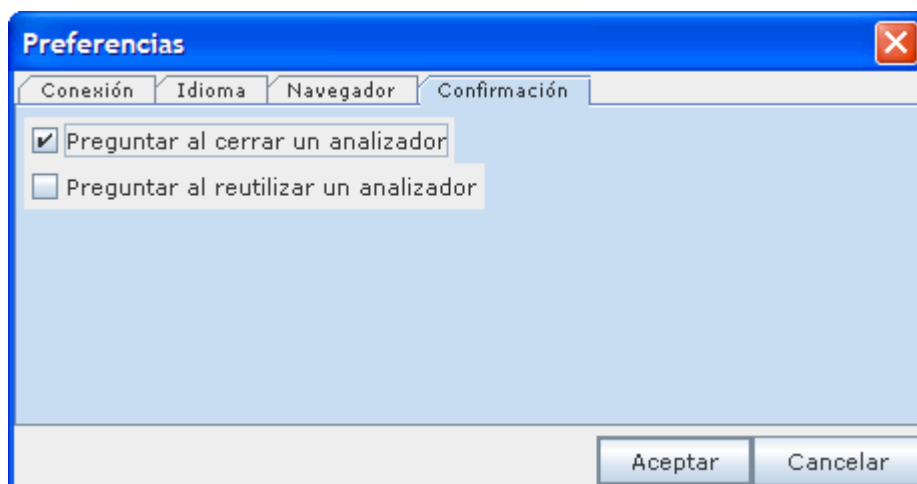 Preferencias
Conexión Idioma Navegador Confirmación
Preguntar al cerrar un analizador
Preguntar al reutilizar un analizador
Aceptar Cancelar